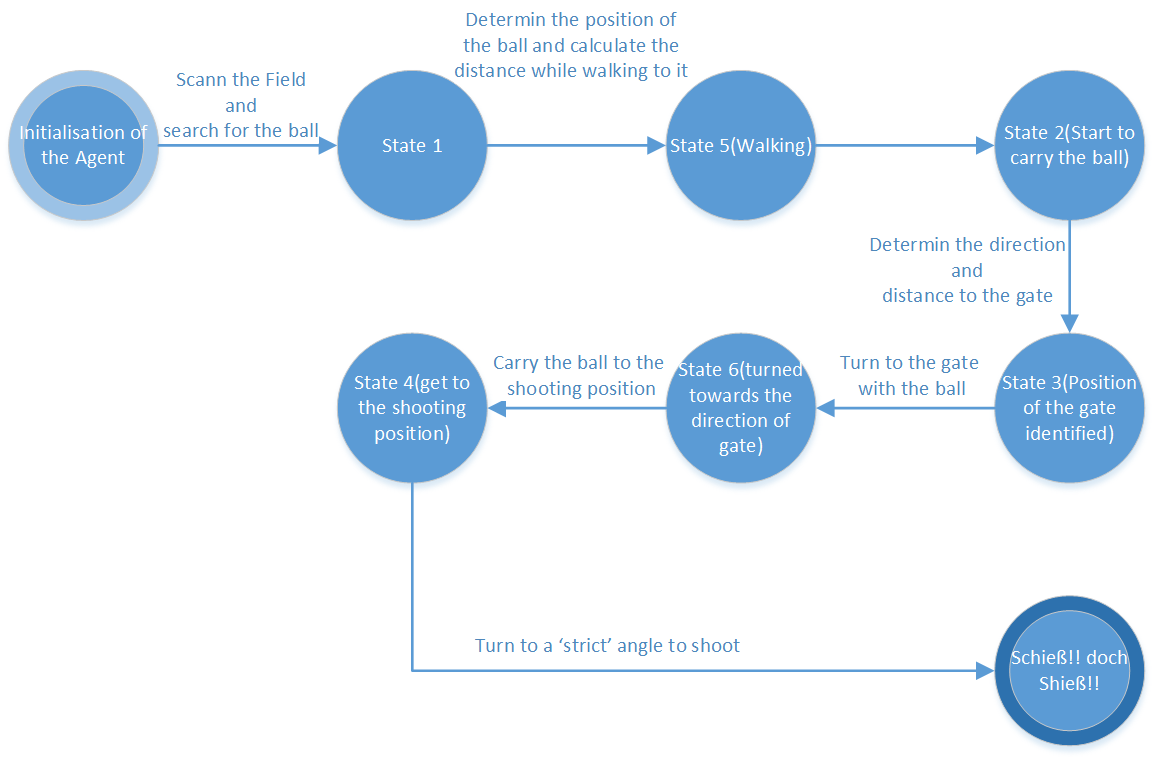 Initialisation of
the Agent
Scann the Field
and
search for the ball
State 1
Determin the position of
the ball and calculate the
distance while walking to it
State 5(Walking)
State 2(Start to
carry the ball)
Determin the direction
and
distance to the gate
State 3(Position
of the gate
identified)
Turn to the gate
with the ball
State 6(turned
towards the
direction of
gate)
Carry the ball to the
shooting position
State 4(get to
the shooting
position)
Turn to a ‘strict’ angle to shoot
Schieß!! doch
Shieß!!